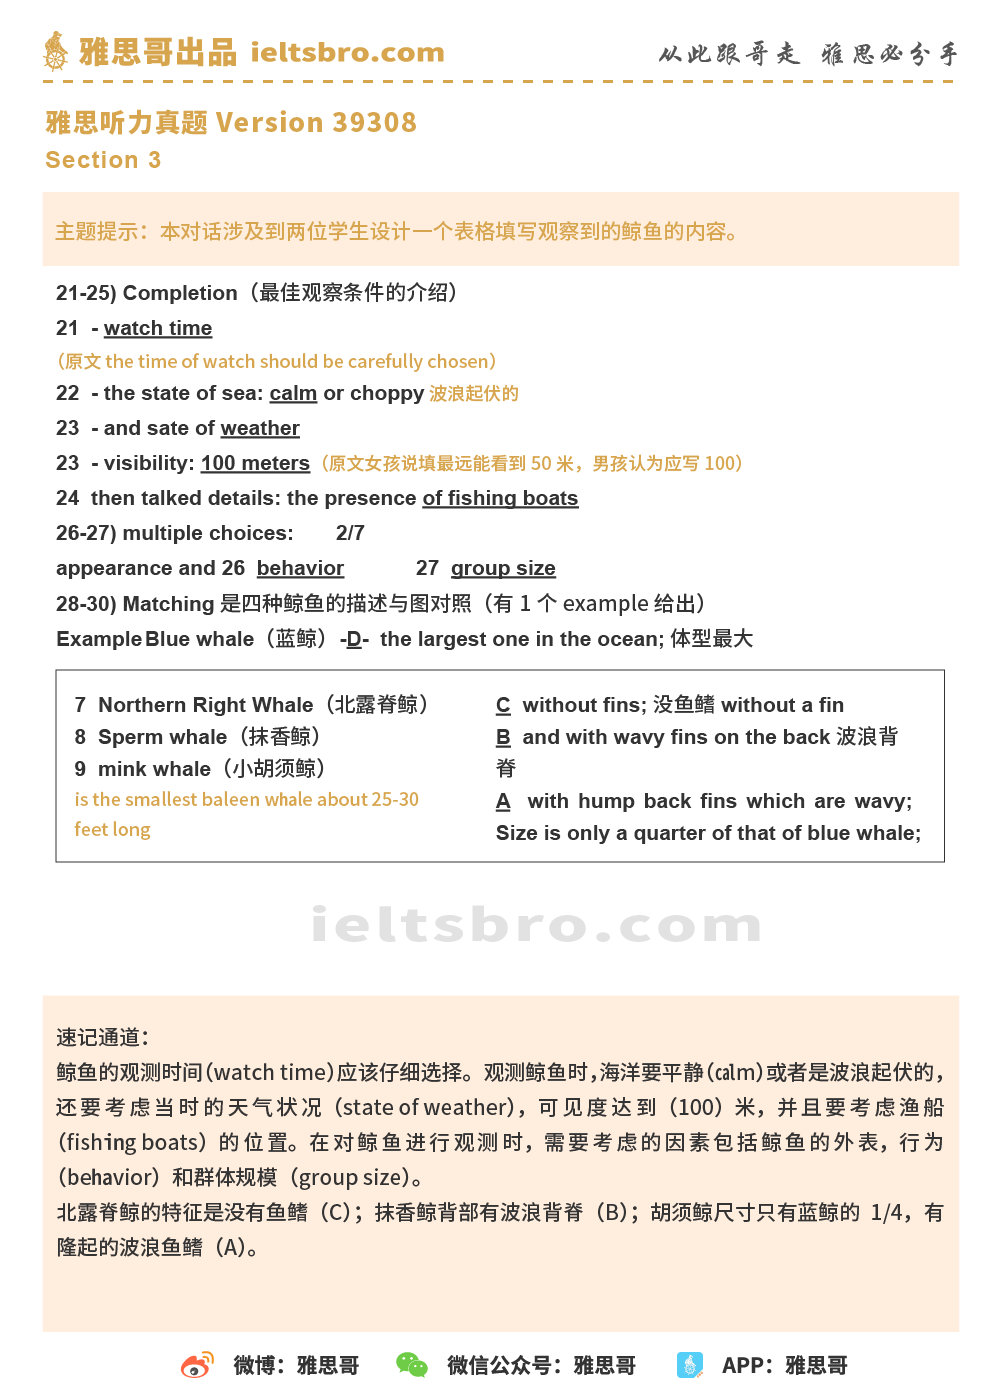 雅思哥出品 ieltsbro.com
从此跟哥走 雅思必分手
雅思听力真题 Version 39308
Section 3
主题提示：本对话涉及到两位学生设计一个表格填写观察到的鲸鱼的内容。
21-25) Completion（最佳观察条件的介绍）
21 - watch time
（原文 the time of watch should be carefully chosen）
22 - the state of sea: calm or choppy 波浪起伏的
23 - and sate of weather
23 - visibility: 100 meters（原文女孩说填最远能看到 50 米，男孩认为应写 100）
24 then talked details: the presence of fishing boats
26-27) multiple choices: 2/7
appearance and 26 behavior 27 group size
28-30) Matching 是四种鲸鱼的描述与图对照（有 1 个 example 给出）
Example Blue whale（蓝鲸）-D- the largest one in the ocean; 体型最大
7 Northern Right Whale（北露脊鲸）
8 Sperm whale（抹香鲸）
9 mink whale（小胡须鲸）
is the smallest baleen whale about 25-30
feet long
C without fins; 没鱼鳍 without a fin
B and with wavy fins on the back 波浪背
脊
A with hump back fins which are wavy;
Size is only a quarter of that of blue whale;
ieltsbro.com
速记通道：
鲸鱼的观测时间（watch time）应该仔细选择。观测鲸鱼时，海洋要平静（calm）或者是波浪起伏的，
还要考虑当时的天气状况（state of weather），可见度达到（100）米，并且要考虑渔船
（fishing boats）的位置。在对鲸鱼进行观测时，需要考虑的因素包括鲸鱼的外表，行为
（behavior）和群体规模（group size）。
北露脊鲸的特征是没有鱼鳍（C）；抹香鲸背部有波浪背脊（B）；胡须鲸尺寸只有蓝鲸的 1/4，有
隆起的波浪鱼鳍（A）。
微博：雅思哥 微信公众号：雅思哥 APP：雅思哥